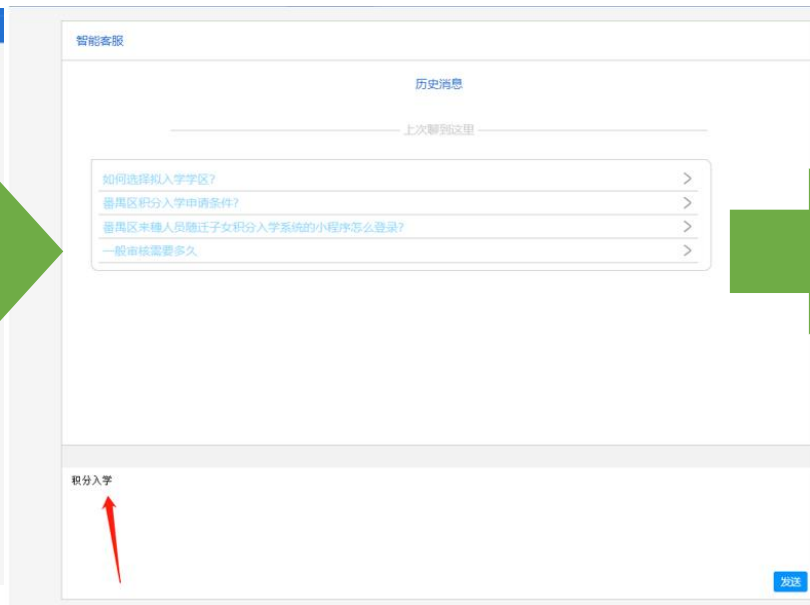 智能客服
历史消息
上次聊到这里
如何选择拟入学学区?
番禺区积分入学申请条件?
番禺区来穗人员随迁子女积分入学系统的小程序怎么登录?
一般审核需要多久
积分入学
发送